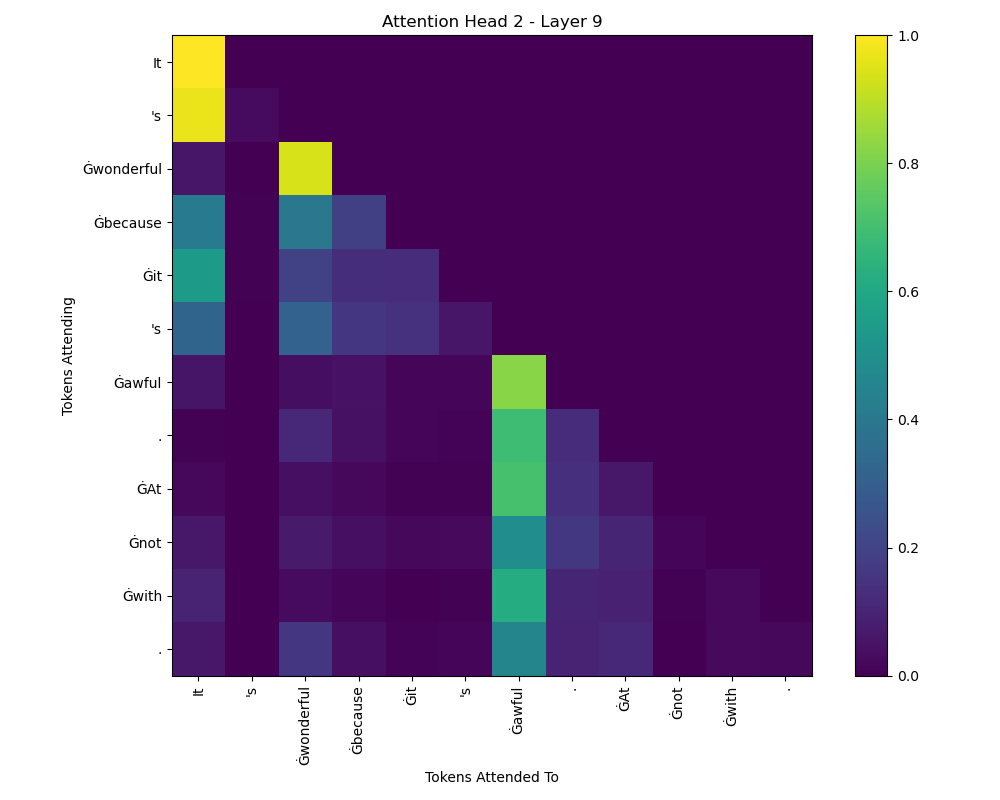 Attention Head 2 - Layer 9
It
's
Ġwonderful
Ġbecause
Ġit
's
Ġawful
.
ĠAt
Ġnot
Ġwith
.
Tokens Attending
It
's
Ġwonderful
Ġbecause
Ġit
's
Ġawful
.
ĠAt
Ġnot
Ġwith
.
Tokens Attended To
1.0
0.8
0.6
0.4
0.2
0.0